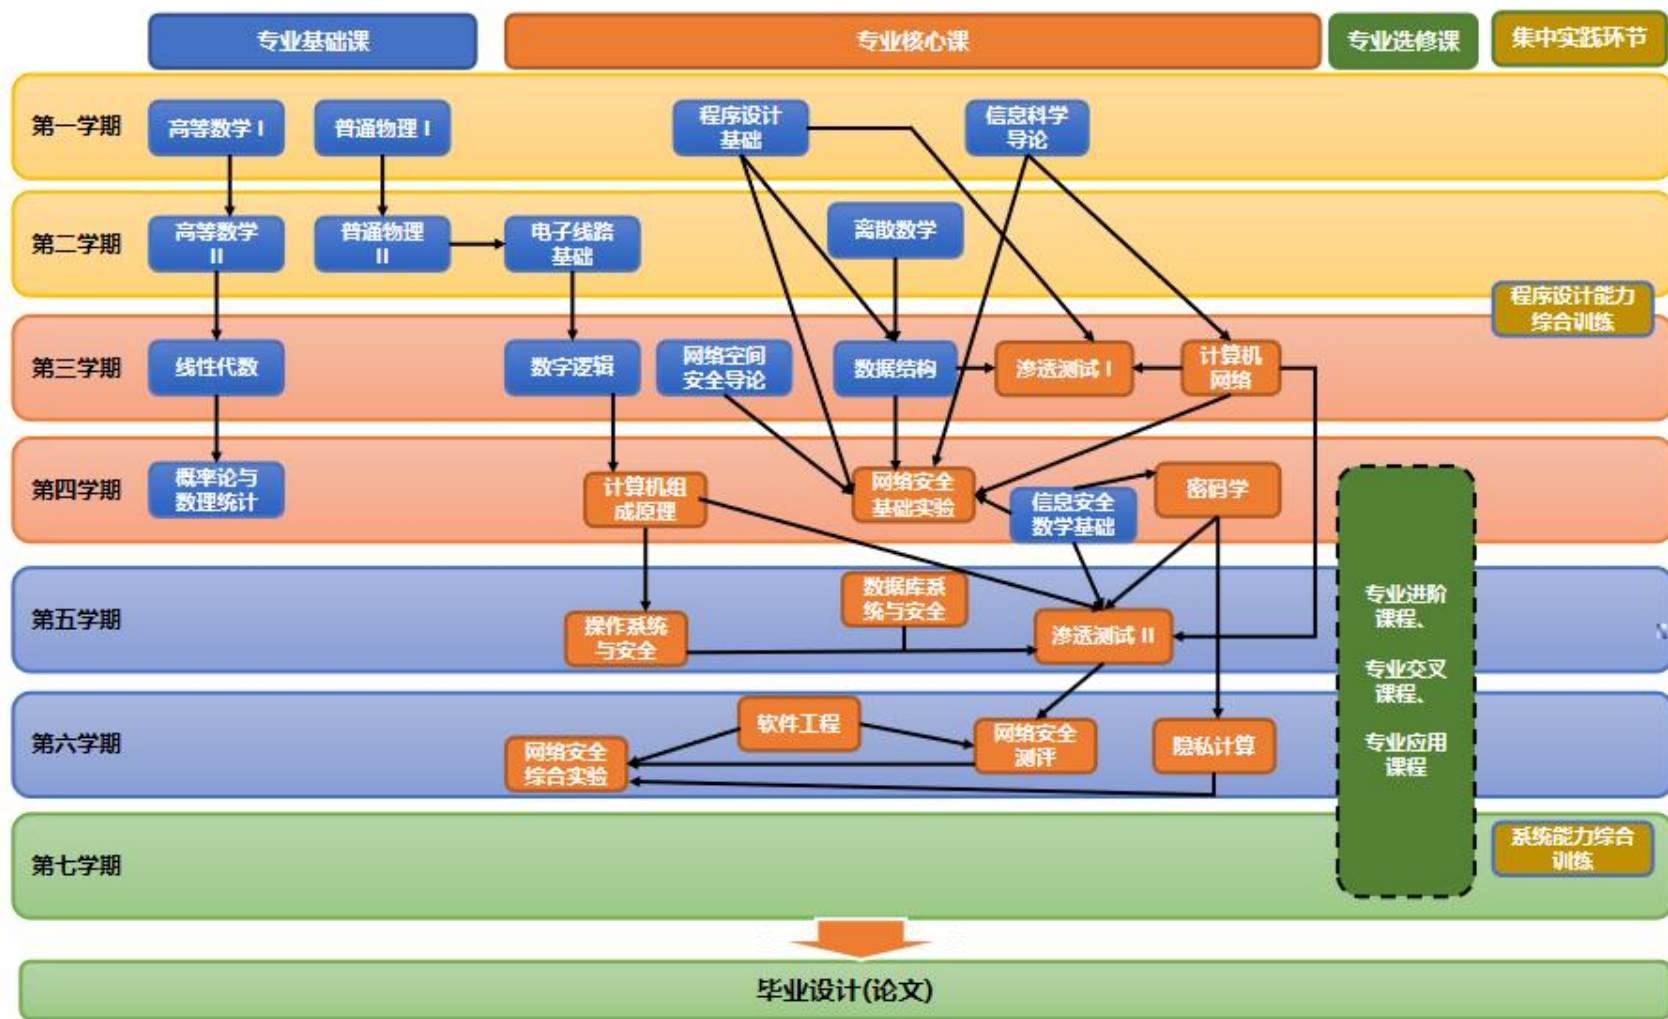 专业基础课
专业核心课
专业选修课
集中实践环节
第一学期
高等数学 I
普通物理 I
程序设计
基础
信息科学
导论
第二学期
高等数学
II
普通物理
II
电子线路
基础
离散数学
程序设计能力
综合训练
第三学期
线性代数
数字逻辑
网络空间
安全导论
数据结构
渗透测试 I
计算机
网络
第四学期
概率论与
数理统计
计算机组
成原理
网络安全
基础实验
信息安全
数学基础
密码学
第五学期
操作系统
与安全
数据库系
统与安全
渗透测试 II
专业进阶
课程、
专业交叉
课程、
专业应用
课程
第六学期
网络安全
综合实验
软件工程
网络安全
测评
隐私计算
第七学期
系统能力综合
训练
毕业设计(论文)